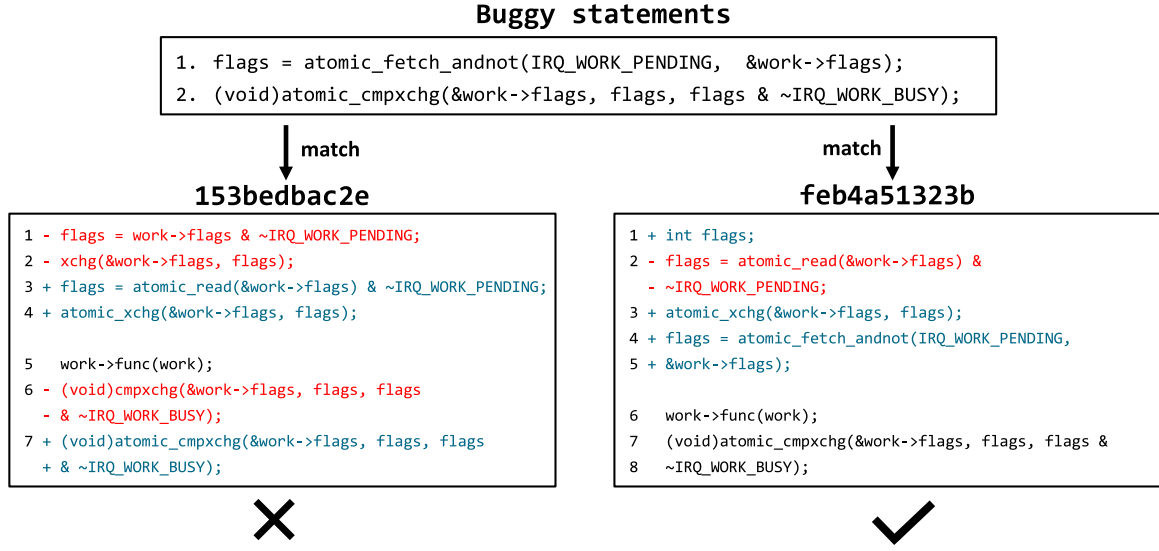 Buggy statements
1. flags = atomic_fetch_andnot(IRQ_WORK_PENDING,  &work->flags);
2. (void)atomic_cmpxchg(&work->flags, flags, flags & ~IRQ_WORK_BUSY);
match
match
153bedbac2e
1 - flags = work->flags & ~IRQ_WORK_PENDING;
2 - xchg(&work->flags, flags);
3 + flags = atomic_read(&work->flags) & ~IRQ_WORK_PENDING;
4 + atomic_xchg(&work->flags, flags);
5   work->func(work);
6 - (void)cmpxchg(&work->flags, flags, flags
- & ~IRQ_WORK_BUSY);
7 + (void)atomic_cmpxchg(&work->flags, flags, flags
+ & ~IRQ_WORK_BUSY);
feb4a51323b
1 + int flags;
2 - flags = atomic_read(&work->flags) &
- ~IRQ_WORK_PENDING;
3 + atomic_xchg(&work->flags, flags);
4 + flags = atomic_fetch_andnot(IRQ_WORK_PENDING,
5 + &work->flags);
6   work->func(work);
7   (void)atomic_cmpxchg(&work->flags, flags, flags &
8   ~IRQ_WORK_BUSY);